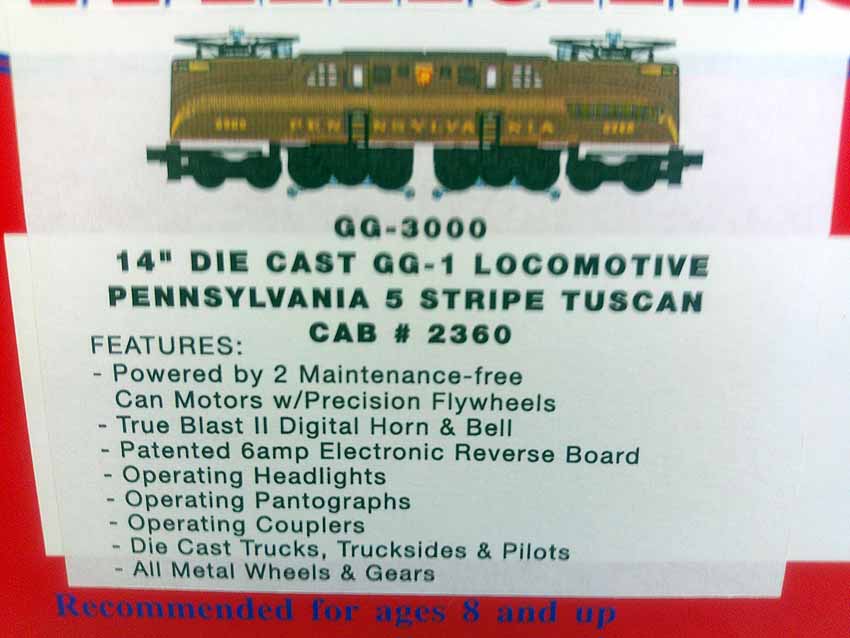 PENNSYLVANIA
GG-3000
14" DIE CAST GG-1 LOCOMOTIVE
PENNSYLVANIA 5 STRIPE TUSCAN
CAB # 2360
FEATURES:
- Powered by 2 Maintenance-free
Can Motors w/Precision Flywheels
- True Blast II Digital Horn & Bell
- Patented 6amp Electronic Reverse Board
- Operating Headlights
- Operating Pantographs
- Operating Couplers
- Die Cast Trucks, Trucksides & Pilots
- All Metal Wheels & Gears
Recommended for ages 8 and up